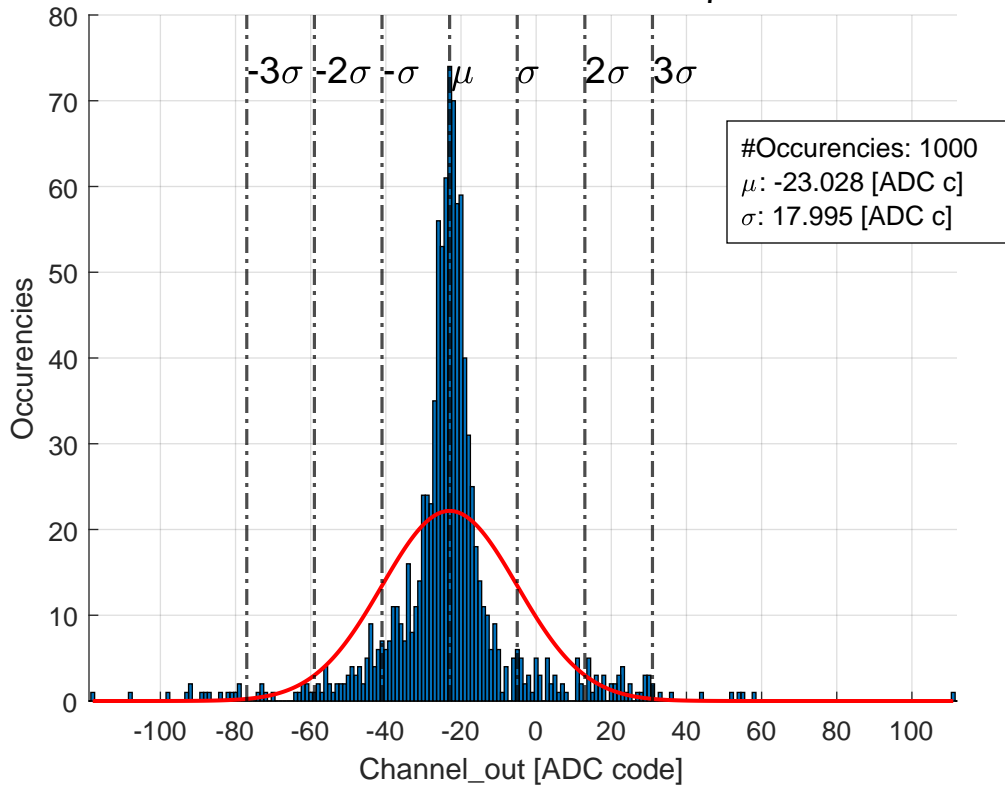 80
70
60
50
40
30
20
10
0
Occurencies
-3σ -2σ -σ μ σ 2σ 3σ
#Occurencies: 1000
μ: -23.028 [ADC c]
σ: 17.995 [ADC c]
-100 -80 -60 -40 -20 0 20 40 60 80 100
Channel_out [ADC code]